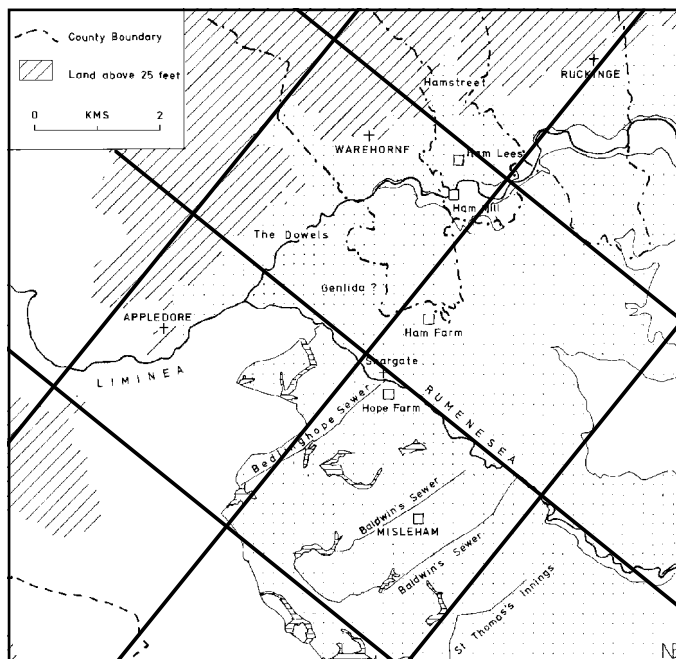 County Boundary
Land above 25 feet
0 KMS 2
RUCKINGE
Hamstreet
WAREHORNE
Ham Lees
Ham Mill
The Dowels
Genlida ?
APPLEDORE
Ham Farm
LIMINEA
Snargate
RUMENESEA
Hope Farm
Bedlinghope Sewer
Baldwin's Sewer
MISLEHAM
Baldwin's Sewer
St Thomas's Innings
N